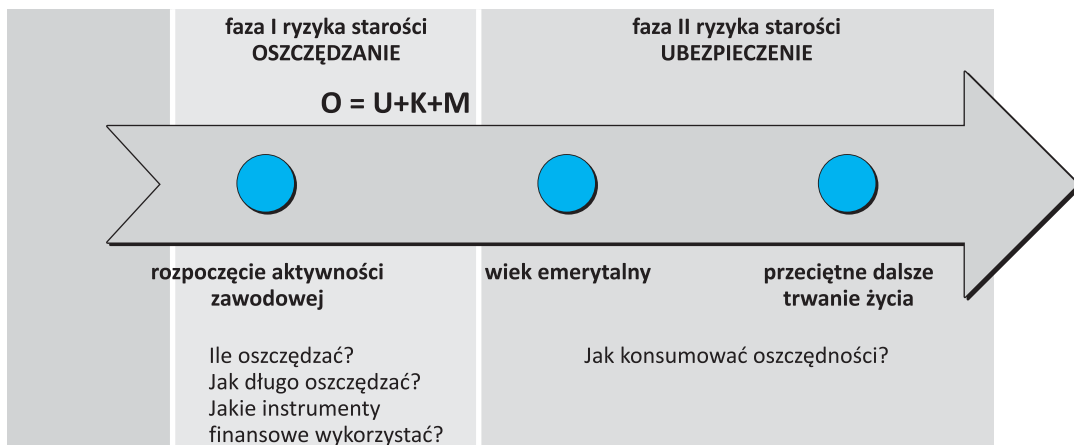 faza I ryzyka starości
OSZCZĘDZANIE
faza II ryzyka starości
UBEZPIECZENIE
O = U+K+M
rozpoczęcie aktywności
zawodowej
wiek emerytalny
przeciętne dalsze
trwanie życia
Ile oszczędzać?
Jak długo oszczędzać?
Jakie instrumenty
finansowe wykorzystać?
Jak konsumować oszczędności?